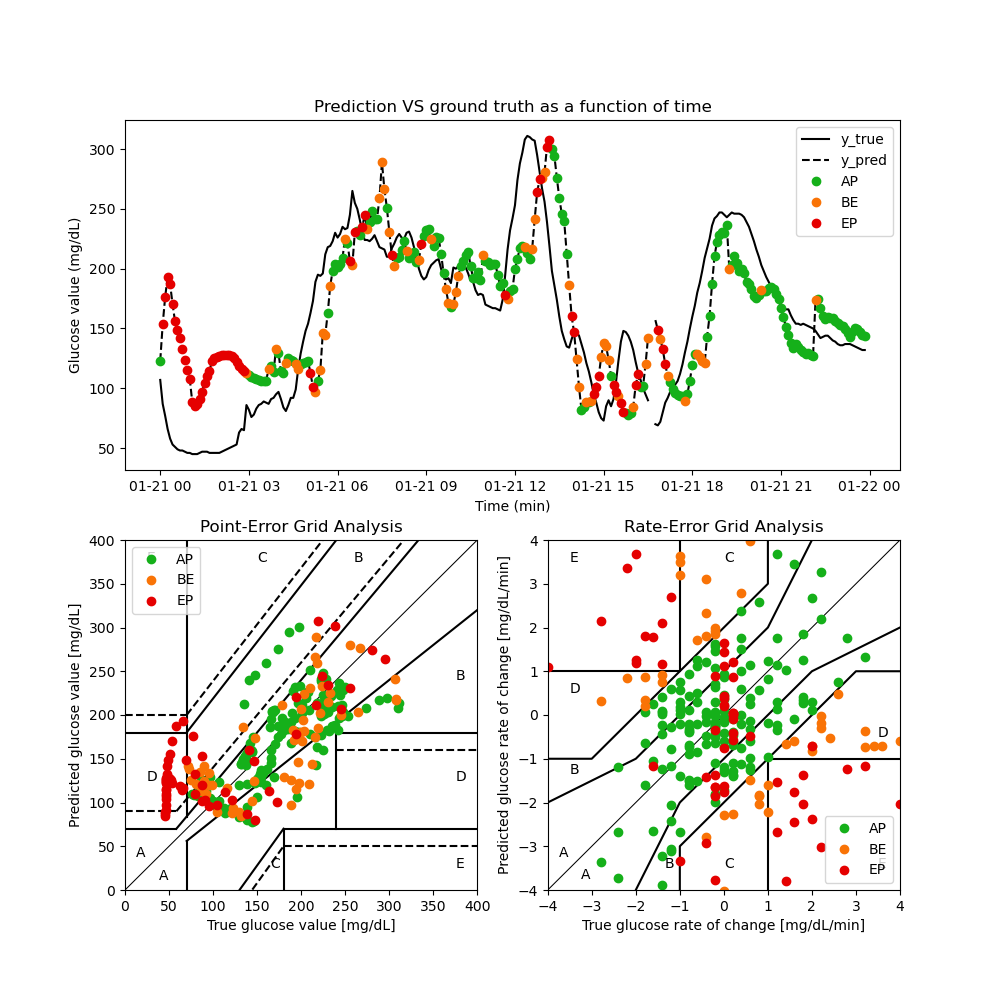 Prediction VS ground truth as a function of time
Glucose value (mg/dL)
300
250
200
150
100
50
y_true
y_pred
AP
BE
EP
01-21 00
01-21 03
01-21 06
01-21 09
01-21 12
01-21 15
01-21 18
01-21 21
01-22 00
Time (min)
Point-Error Grid Analysis
Predicted glucose value [mg/dL]
400
350
300
250
200
150
100
50
0
AP
BE
EP
C
B
B
D
D
A
A
C
E
0
50
100
150
200
250
300
350
400
True glucose value [mg/dL]
Rate-Error Grid Analysis
Predicted glucose rate of change [mg/dL/min]
4
3
2
1
0
−1
−2
−3
−4
E
C
D
D
B
A
A
B
C
AP
BE
EP
−4
−3
−2
−1
0
1
2
3
4
True glucose rate of change [mg/dL/min]